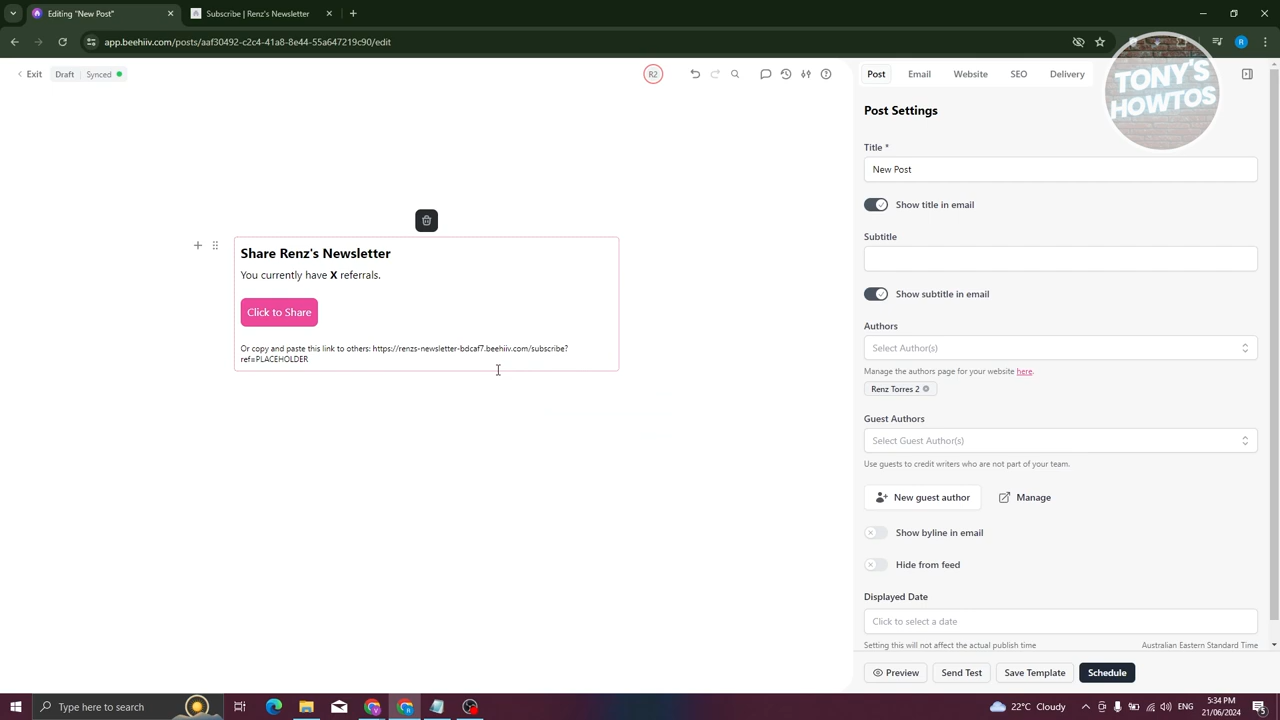 Editing "New Post"
Subscribe | Renz's Newsletter
app.beehiiv.com/posts/aaf30492-c2c4-41a8-8e44-55a647219c90/edit
R
Exit
Draft
Synced
R2
Post
Email
Website
SEO
Delivery
TONY'S
HOWTOS
Post Settings
Title *
New Post
Show title in email
Subtitle
Show subtitle in email
Authors
Select Author(s)
Manage the authors page for your website here.
Renz Torres 2
Guest Authors
Select Guest Author(s)
Use guests to credit writers who are not part of your team.
New guest author
Manage
Show byline in email
Hide from feed
Displayed Date
Click to select a date
Setting this will not affect the actual publish time
Australian Eastern Standard Time
Preview
Send Test
Save Template
Schedule
Share Renz's Newsletter
You currently have X referrals.
Click to Share
Or copy and paste this link to others: https://renzs-newsletter-bdcaf7.beehiiv.com/subscribe?
ref=PLACEHOLDER
Type here to search
22°C Cloudy
5:34 PM
21/06/2024